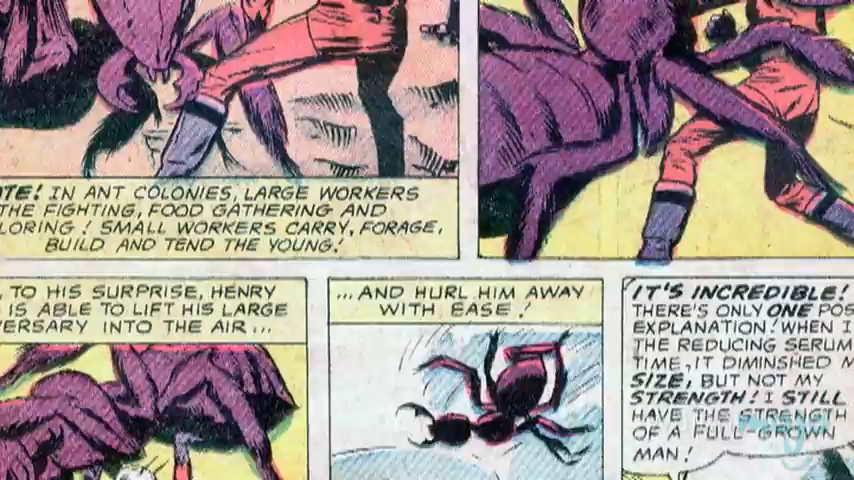 TE! IN ANT COLONIES, LARGE WORKERS
THE FIGHTING, FOOD GATHERING AND
LORING! SMALL WORKERS CARRY, FORAGE,
BUILD AND TEND THE YOUNG!
, TO HIS SURPRISE, HENRY
IS ABLE TO LIFT HIS LARGE
VERSARY INTO THE AIR...
...AND HURL HIM AWAY
WITH EASE!
IT'S INCREDIBLE!
THERE'S ONLY ONE POS
EXPLANATION! WHEN I
THE REDUCING SERUM
TIME, IT DIMINSHED M
SIZE, BUT NOT MY
STRENGTH! I STILL
HAVE THE STRENGTH
OF A FULL-GROWN
MAN!